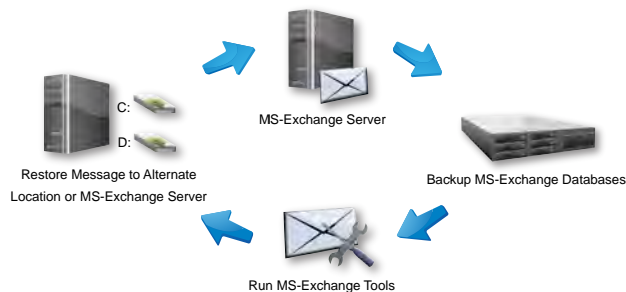 MS-Exchange Server
C:
D:
Restore Message to Alternate
Location or MS-Exchange Server
Backup MS-Exchange Databases
Run MS-Exchange Tools